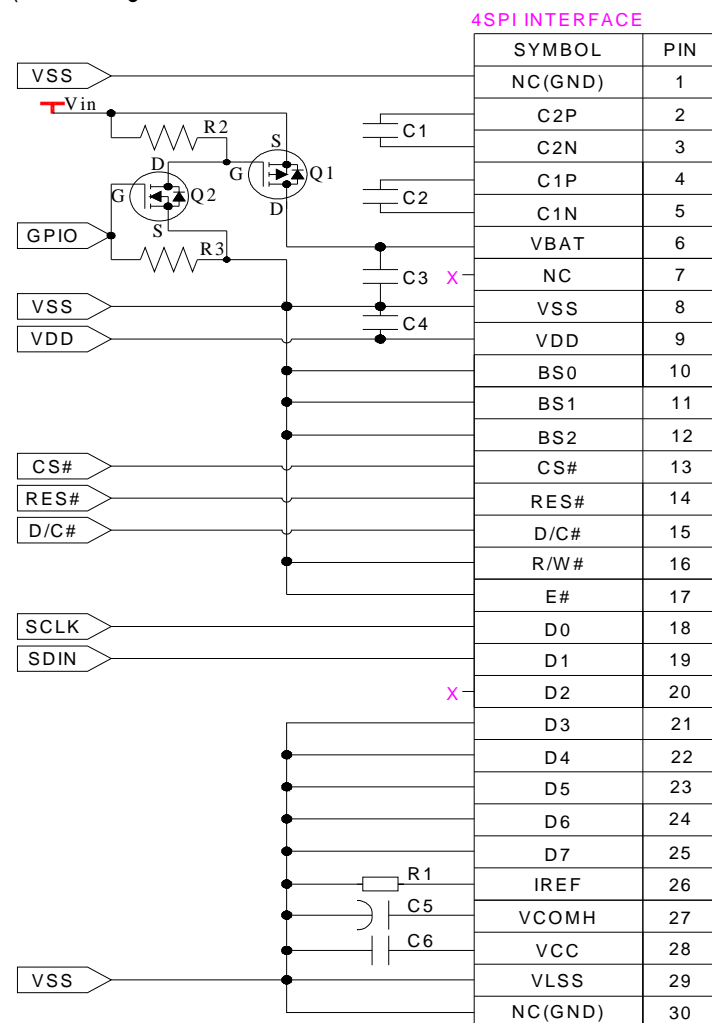 4SPI INTERFACE
SYMBOL PIN
VSS NC(GND) 1
Vin C2P 2
R2 C1
S C2N 3
D G Q1 C1P 4
G Q2 C2
D C1N 5
GPIO S VBAT 6
R3 C3 X NC 7
VSS VSS 8
C4
VDD VDD 9
BS0 10
BS1 11
BS2 12
CS# CS# 13
RES# RES# 14
D/C# D/C# 15
R/W# 16
E# 17
SCLK D0 18
SDIN D1 19
X D2 20
D3 21
D4 22
D5 23
D6 24
D7 25
R1 IREF 26
C5 VCOMH 27
C6 VCC 28
VSS VLSS 29
NC(GND) 30